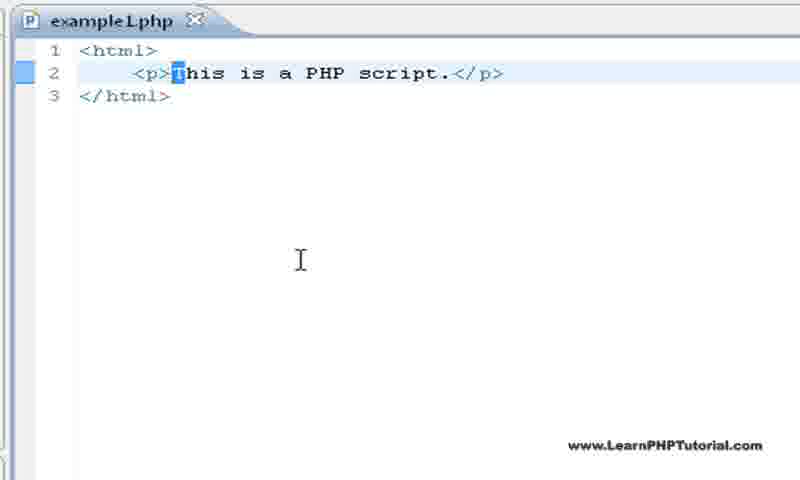 example1.php
1 <html>
2 <p>This is a PHP script.</p>
3 </html>
www.LearnPHPTutorial.com